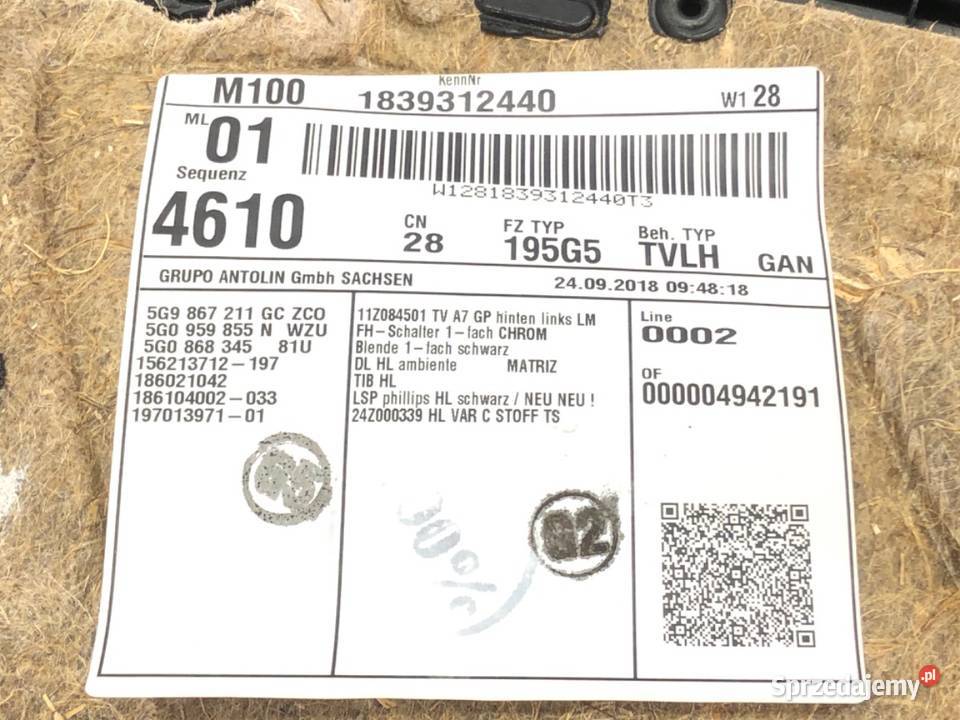 M100
KennNr
1839312440
W1 28
ML 01
W1281839312440T3
Sequenz
4610
CN
28
FZ TYP
195G5
Beh. TYP
TVLH
GAN
GRUPO ANTOLIN Gmbh SACHSEN
24.09.2018 09:48:18
5G9 867 211 GC ZCO
5G0 959 855 N WZU
5G0 868 345 81U
156213712-197
186021042
186104002-033
197013971-01
11Z084501 TV A7 GP hinten links LM
FH-Schalter 1-fach CHROM
Blende 1-fach schwarz
DL HL ambiente MATRIZ
TIB HL
LSP phillips HL schwarz / NEU NEU !
24Z000339 HL VAR C STOFF TS
Line
0002
OF
000004942191
Sprzedajemy.pl